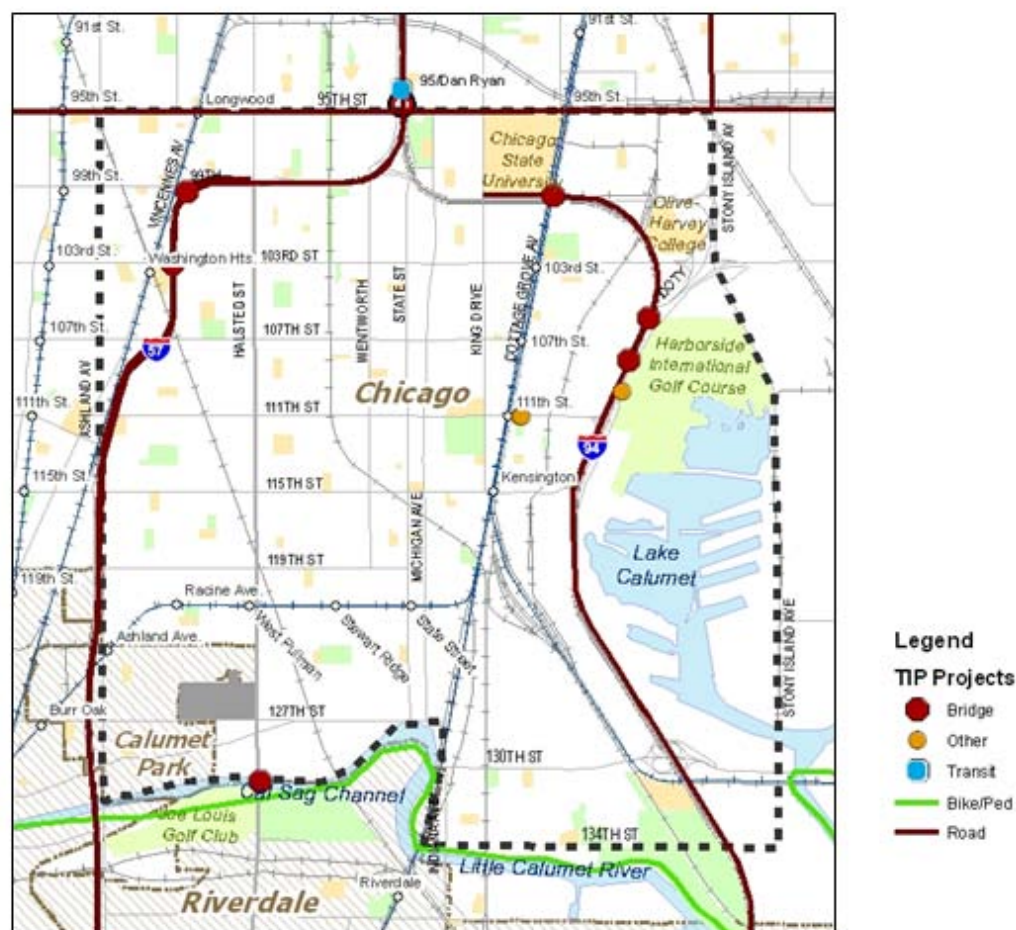 91st St.
91st St.
95/Dan Ryan
95th St.
Longwood
95TH ST
95th St.
Chicago
State
University
VINCENNES AV
99th St.
99TH
STONY ISLAND AV
Olive-
Harvey
College
103rd St.
Washington Hts.
103RD ST
103rd St.
HALSTED ST
WENTWORTH
STATE ST
KING DRIVE
COTTAGE GROVE AV
DOTY
107th St.
107TH ST
107th St.
57
Harborside
International
Golf Course
Chicago
ASHLAND AV
111th St.
111TH ST
111th St.
94
115th St.
115TH ST
Kensington
MICHIGAN AVE
119TH ST
Lake
Calumet
119th St.
Racine Ave.
West Pullman
Stewart Ridge
State Street
Ashland Ave.
STONY ISLAND AVE
Burr Oak
127TH ST
Calumet
Park
130TH ST
Cal Sag Channel
Joe Louis
Golf Club
134TH ST
Little Calumet River
Riverdale
Riverdale
Legend
TIP Projects
Bridge
Other
Transit
Bike/Ped
Road